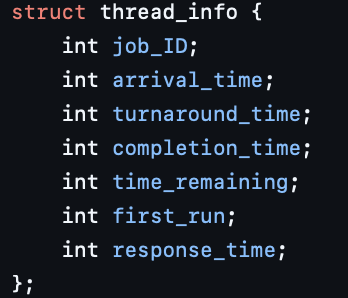 struct thread_info {
    int job_ID;
    int arrival_time;
    int turnaround_time;
    int completion_time;
    int time_remaining;
    int first_run;
    int response_time;
};